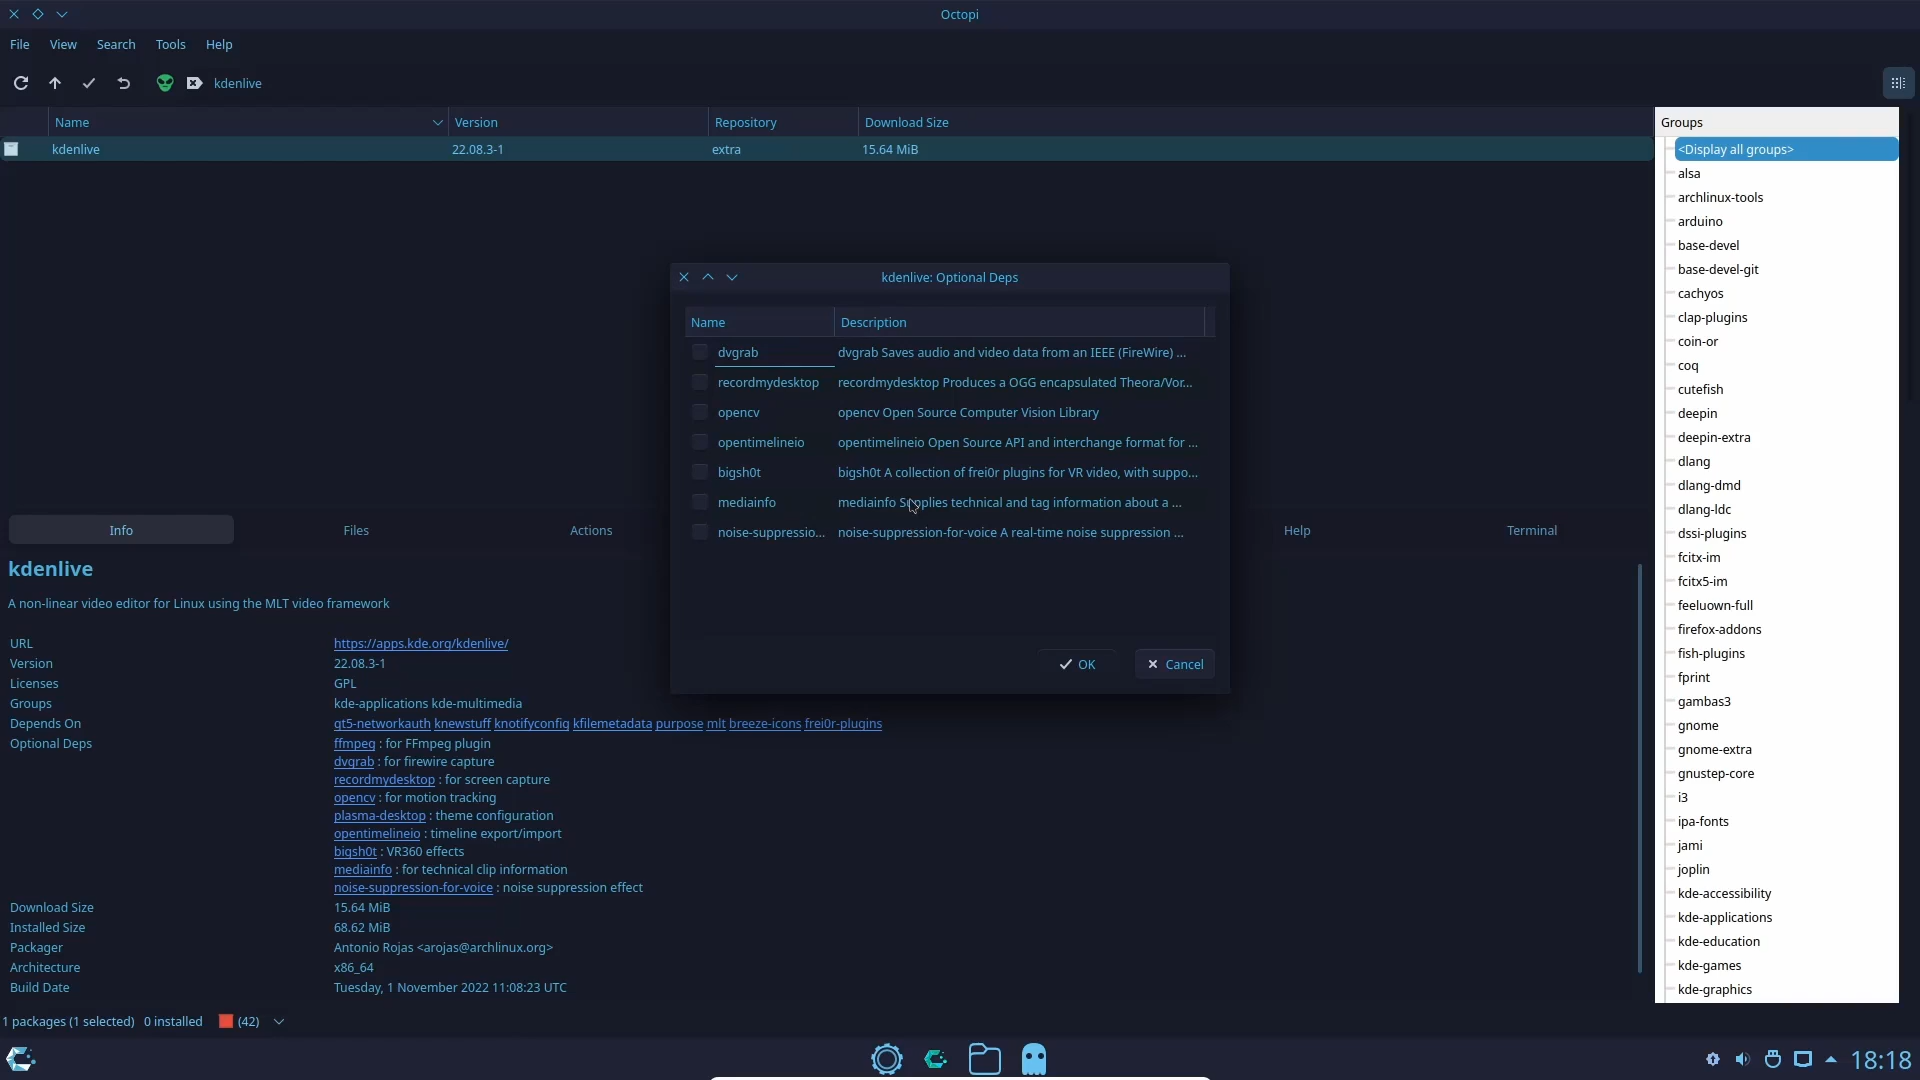 Octopi
File View Search Tools Help
kdenlive
Name Version Repository Download Size
kdenlive 22.08.3-1 extra 15.64 MiB
Groups
<Display all groups>
alsa
archlinux-tools
arduino
base-devel
base-devel-git
cachyos
clap-plugins
coin-or
coq
cutefish
deepin
deepin-extra
dlang
dlang-dmd
dlang-ldc
dssi-plugins
fcitx-im
fcitx5-im
feeluown-full
firefox-addons
fish-plugins
fprint
gambas3
gnome
gnome-extra
gnustep-core
i3
ipa-fonts
jami
joplin
kde-accessibility
kde-applications
kde-education
kde-games
kde-graphics
kdenlive: Optional Deps
Name Description
dvgrab dvgrab Saves audio and video data from an IEEE (FireWire) ...
recordmydesktop recordmydesktop Produces a OGG encapsulated Theora/Vor...
opencv opencv Open Source Computer Vision Library
opentimelineio opentimelineio Open Source API and interchange format for ...
bigsh0t bigsh0t A collection of frei0r plugins for VR video, with suppo...
mediainfo mediainfo Supplies technical and tag information about a ...
noise-suppressio... noise-suppression-for-voice A real-time noise suppression ...
OK Cancel
Info Files Actions Help Terminal
kdenlive
A non-linear video editor for Linux using the MLT video framework
URL https://apps.kde.org/kdenlive/
Version 22.08.3-1
Licenses GPL
Groups kde-applications kde-multimedia
Depends On qt5-networkauth knewstuff knotifyconfig kfilemetadata purpose mlt breeze-icons frei0r-plugins
Optional Deps ffmpeg : for FFmpeg plugin
dvgrab : for firewire capture
recordmydesktop : for screen capture
opencv : for motion tracking
plasma-desktop : theme configuration
opentimelineio : timeline export/import
bigsh0t : VR360 effects
mediainfo : for technical clip information
noise-suppression-for-voice : noise suppression effect
Download Size 15.64 MiB
Installed Size 68.62 MiB
Packager Antonio Rojas <arojas@archlinux.org>
Architecture x86_64
Build Date Tuesday, 1 November 2022 11:08:23 UTC
1 packages (1 selected) 0 installed (42)
18:18